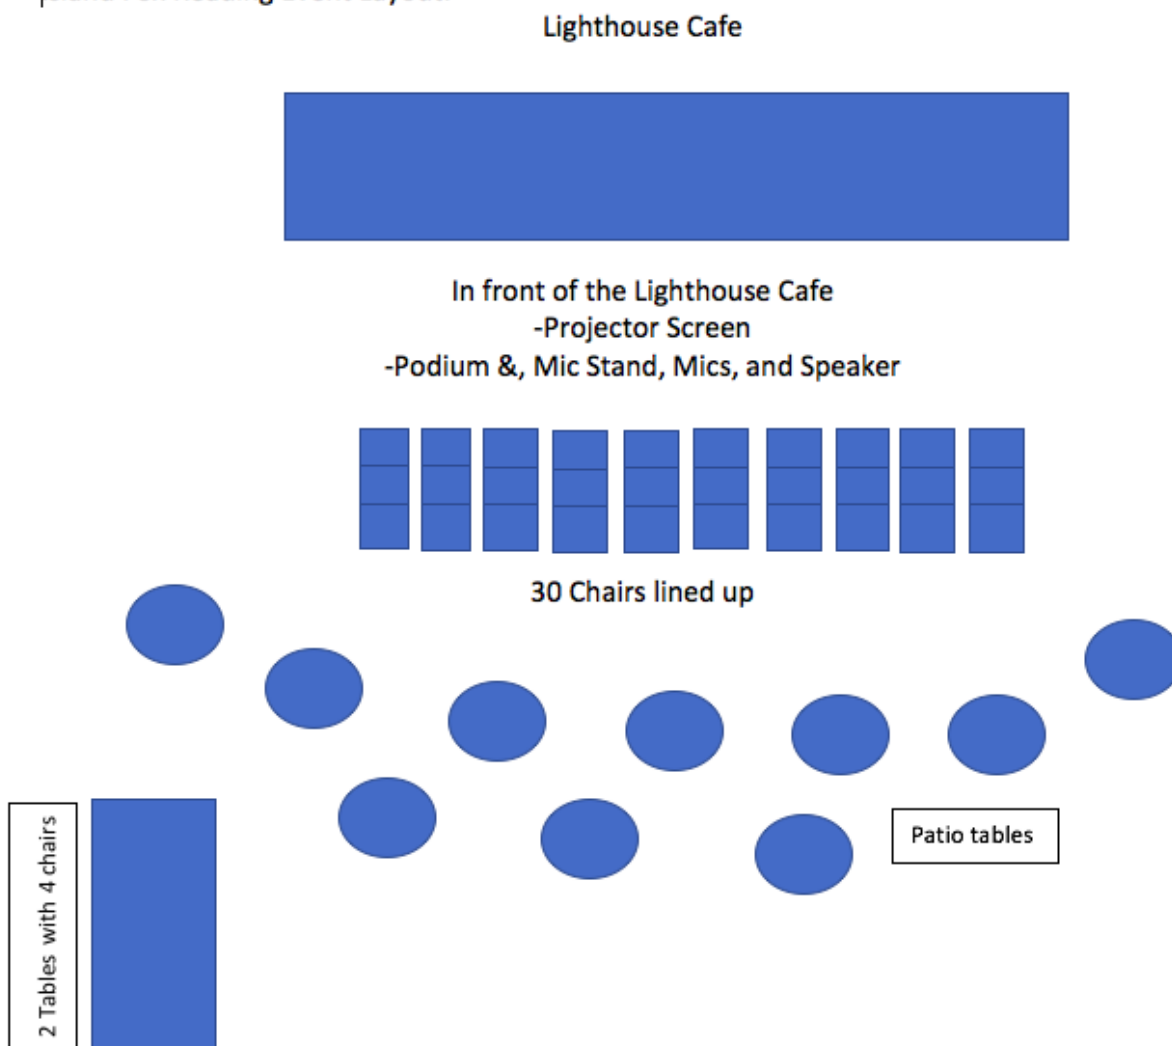 Lighthouse Cafe
In front of the Lighthouse Cafe
-Projector Screen
-Podium &, Mic Stand, Mics, and Speaker
30 Chairs lined up
Patio tables
2 Tables with 4 chairs